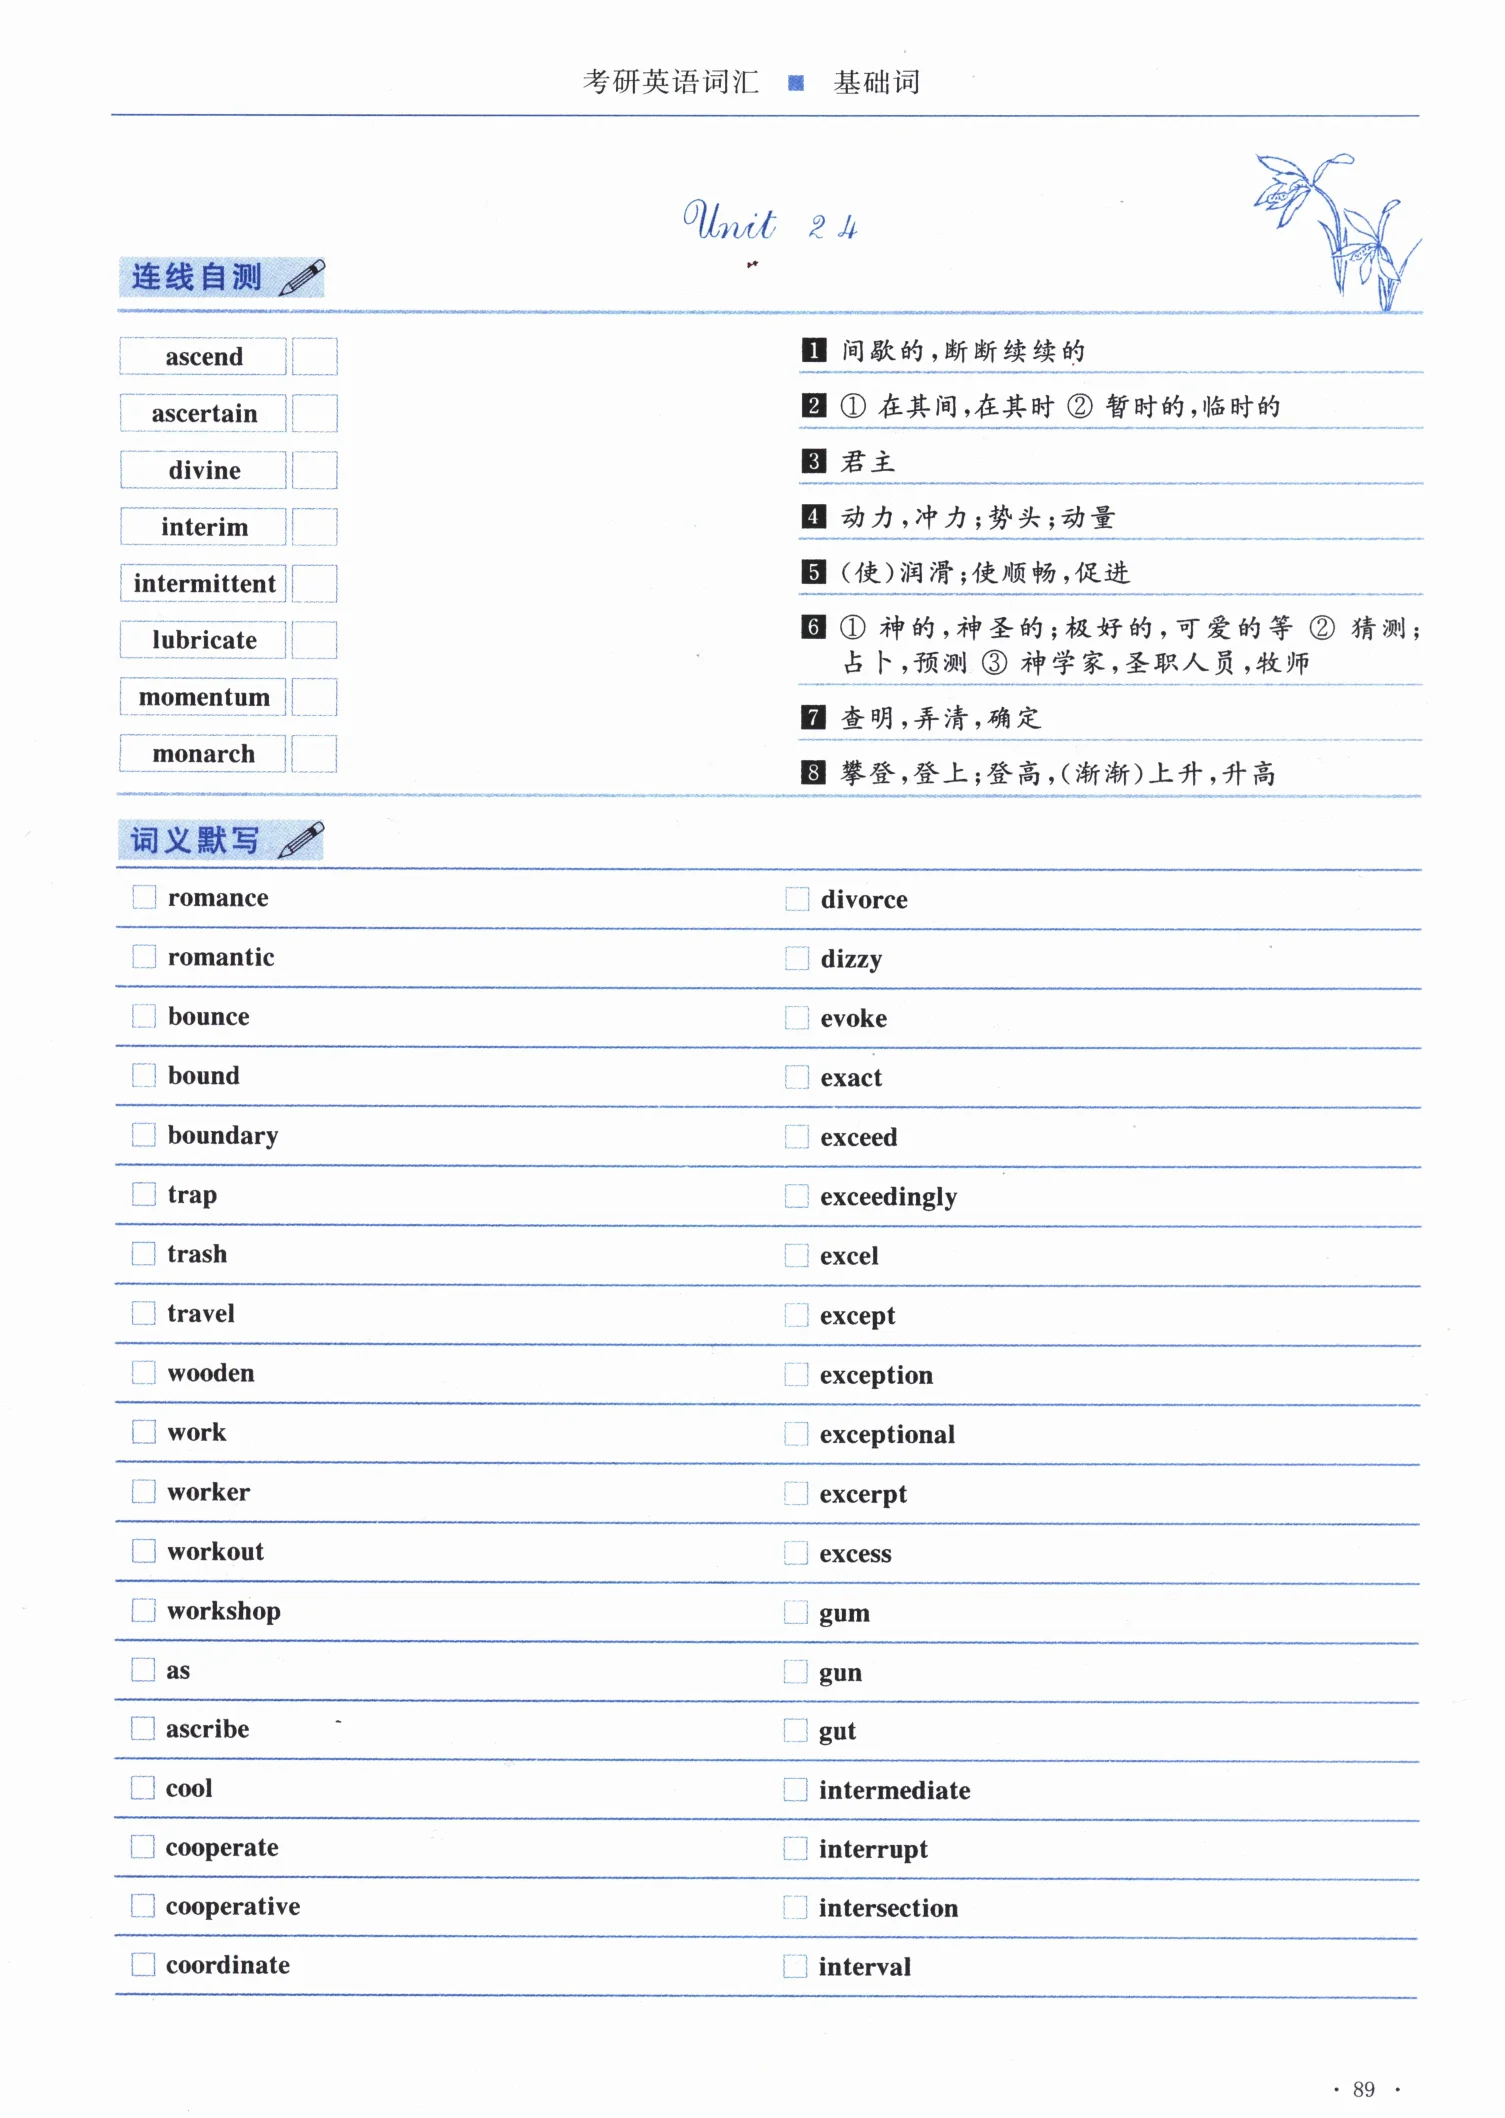 考研英语词汇 ■ 基础词
Unit 24
连线自测
ascend
ascertain
divine
interim
intermittent
lubricate
momentum
monarch
1 间歇的,断断续续的
2 ① 在其间,在其时 ② 暂时的,临时的
3 君主
4 动力,冲力;势头;动量
5 (使)润滑;使顺畅,促进
6 ① 神的,神圣的;极好的,可爱的等 ② 猜测;
占卜,预测 ③ 神学家,圣职人员,牧师
7 查明,弄清,确定
8 攀登,登上;登高,(渐渐)上升,升高
词义默写
romance
romantic
bounce
bound
boundary
trap
trash
travel
wooden
work
worker
workout
workshop
as
ascribe
cool
cooperate
cooperative
coordinate
divorce
dizzy
evoke
exact
exceed
exceedingly
excel
except
exception
exceptional
excerpt
excess
gum
gun
gut
intermediate
interrupt
intersection
interval
· 89 ·